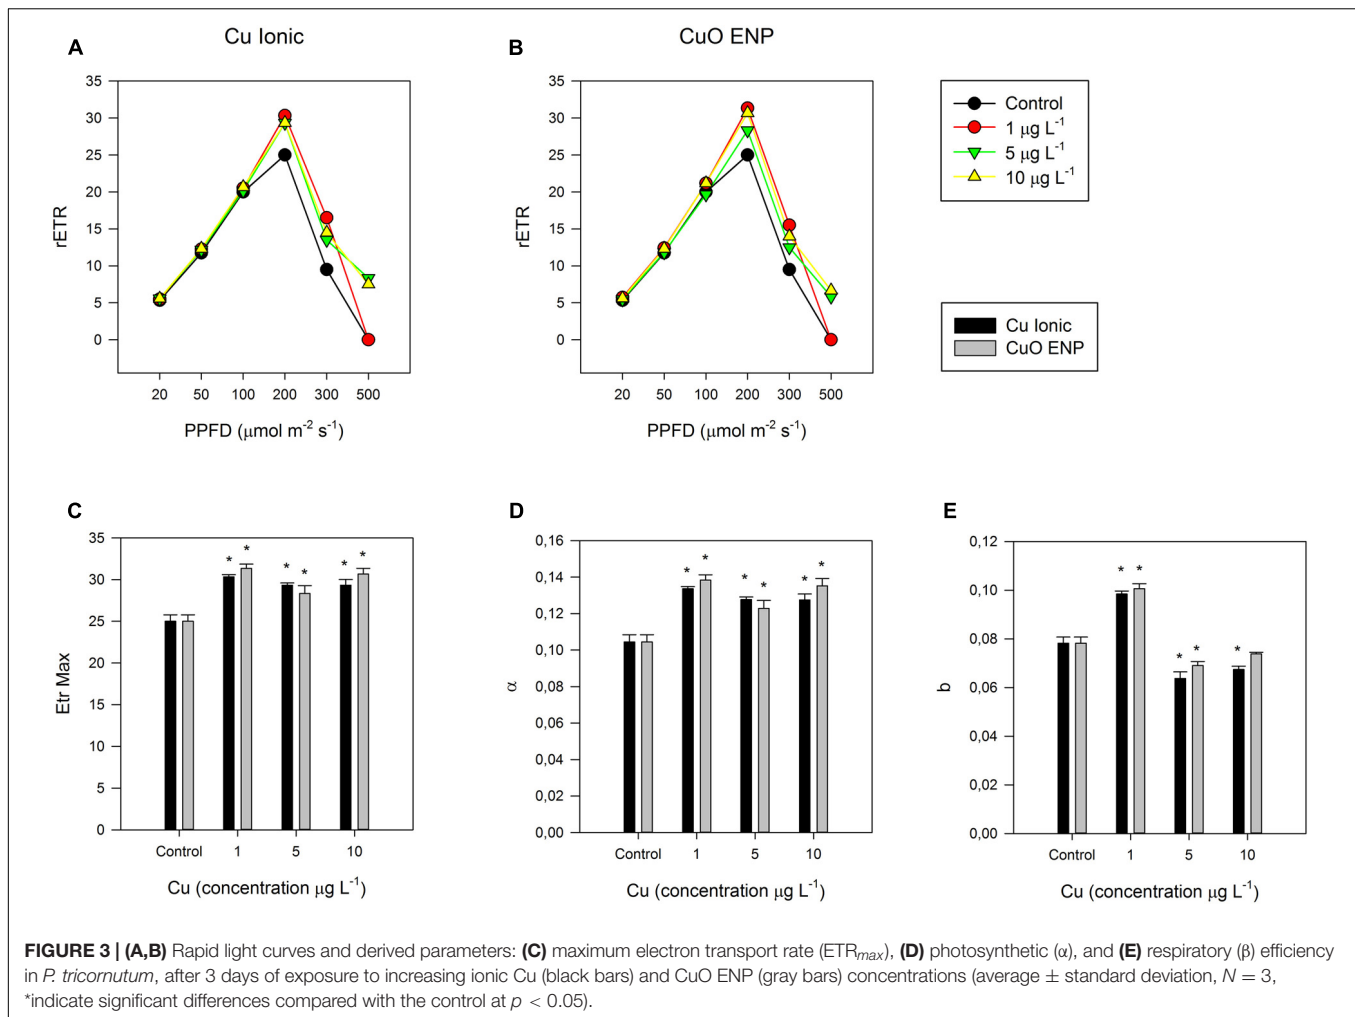 A
Cu Ionic
rETR
35
30
25
20
15
10
5
0
20 50 100 200 300 500
PPFD (μmol m⁻² s⁻¹)
B
CuO ENP
rETR
35
30
25
20
15
10
5
0
20 50 100 200 300 500
PPFD (μmol m⁻² s⁻¹)
Control
1 μg L⁻¹
5 μg L⁻¹
10 μg L⁻¹
Cu Ionic
CuO ENP
C
Etr Max
35
30
25
20
15
10
5
0
* * * * * *
Control 1 5 10
Cu (concentration μg L⁻¹)
D
α
0,16
0,14
0,12
0,10
0,08
0,06
0,04
0,02
0,00
* * * * * *
Control 1 5 10
Cu (concentration μg L⁻¹)
E
b
0,12
0,10
0,08
0,06
0,04
0,02
0,00
* * * * *
Control 1 5 10
Cu (concentration μg L⁻¹)
FIGURE 3 | (A,B) Rapid light curves and derived parameters: (C) maximum electron transport rate (ETRmax), (D) photosynthetic (α), and (E) respiratory (β) efficiency
in P. tricornutum, after 3 days of exposure to increasing ionic Cu (black bars) and CuO ENP (gray bars) concentrations (average ± standard deviation, N = 3,
*indicate significant differences compared with the control at p < 0.05).